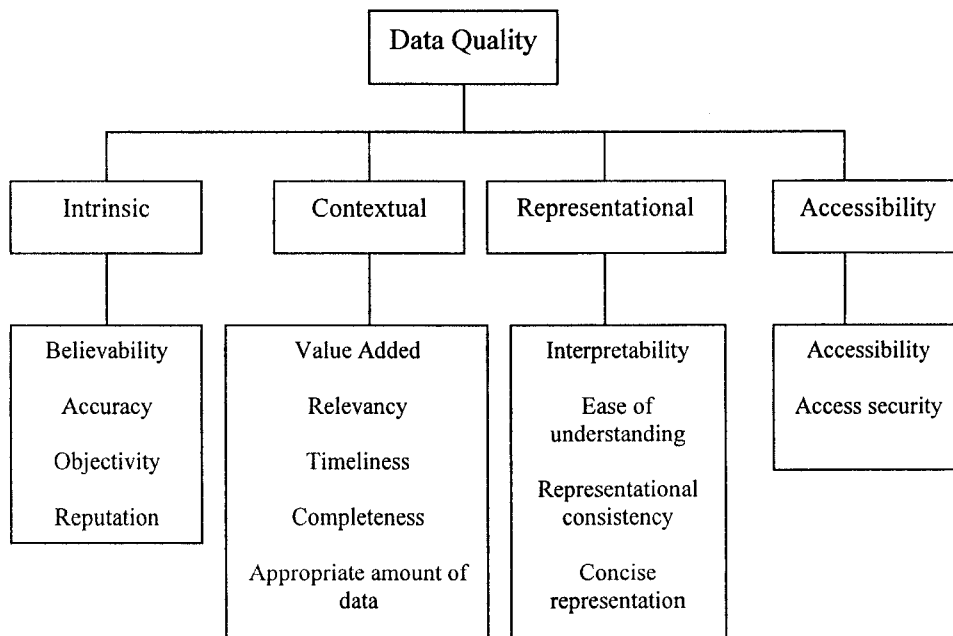 Data Quality
Intrinsic
Contextual
Representational
Accessibility
Believability
Accuracy
Objectivity
Reputation
Value Added
Relevancy
Timeliness
Completeness
Appropriate amount of
data
Interpretability
Ease of
understanding
Representational
consistency
Concise
representation
Accessibility
Access security